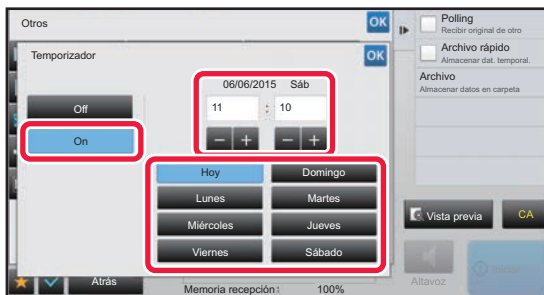 Otros
OK
Temporizador
OK
06/06/2015 Sáb
11 : 10
Off
On
Hoy
Domingo
Lunes
Martes
Miércoles
Jueves
Viernes
Sábado
Atrás
Memoria recepción: 100%
Polling
Recibir original de otro
Archivo rápido
Almacenar dat. temporal.
Archivo
Almacenar datos en carpeta
Vista previa
CA
Altavoz